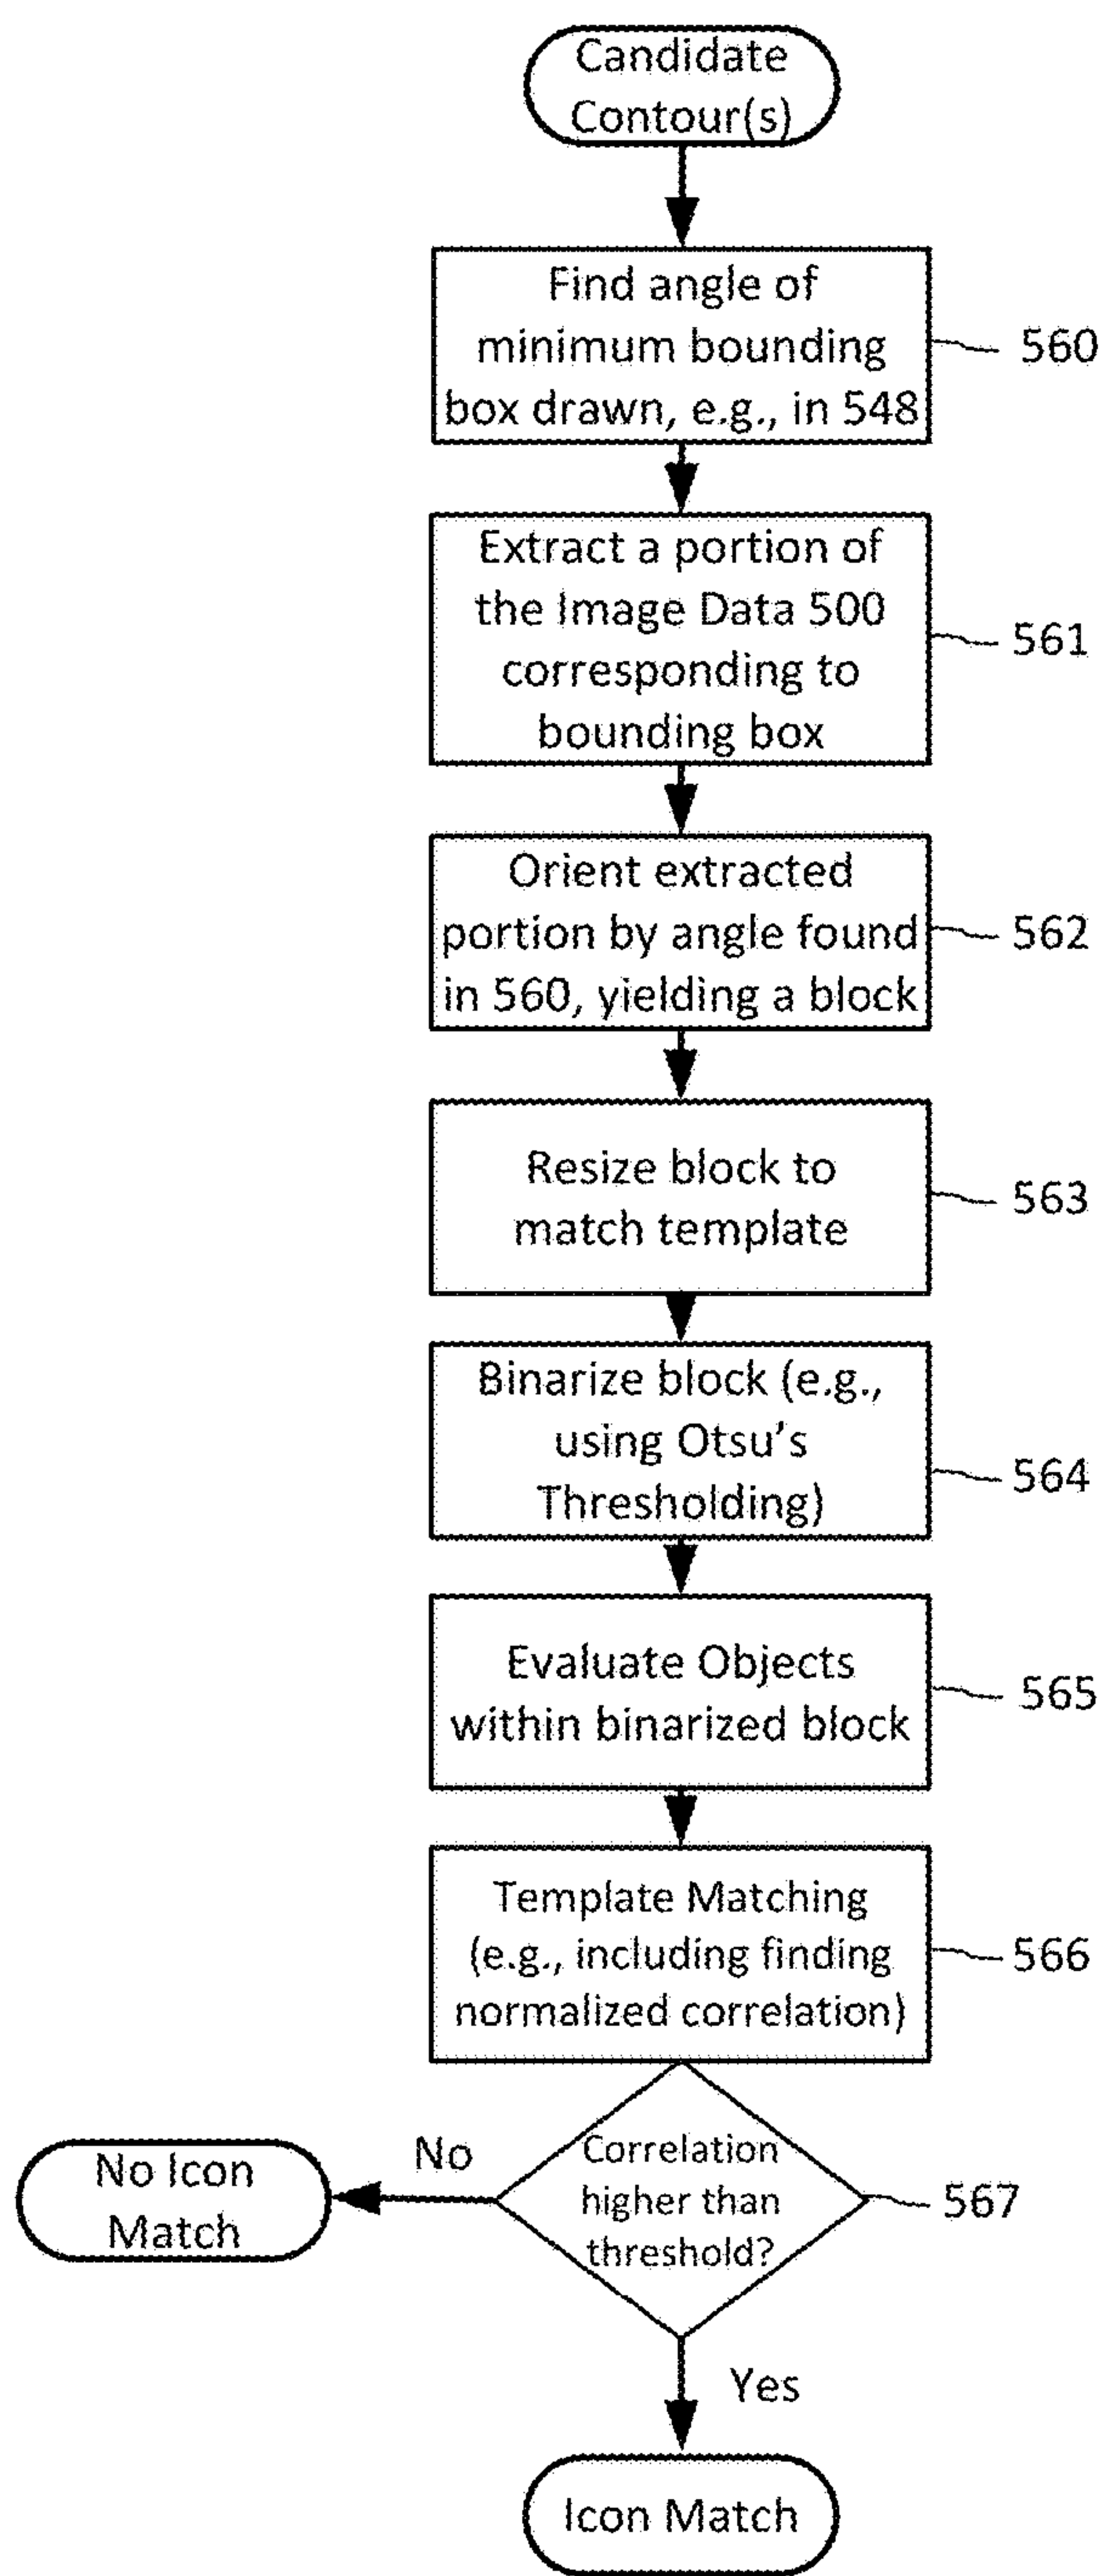 Candidate
Contour(s)
Find angle of
minimum bounding
box drawn, e.g., in 548
560
Extract a portion of
the Image Data 500
corresponding to
bounding box
561
Orient extracted
portion by angle found
in 560, yielding a block
562
Resize block to
match template
563
Binarize block (e.g.,
using Otsu's
Thresholding)
564
Evaluate Objects
within binarized block
565
Template Matching
(e.g., including finding
normalized correlation)
566
Correlation
higher than
threshold?
567
No
No Icon
Match
Yes
Icon Match